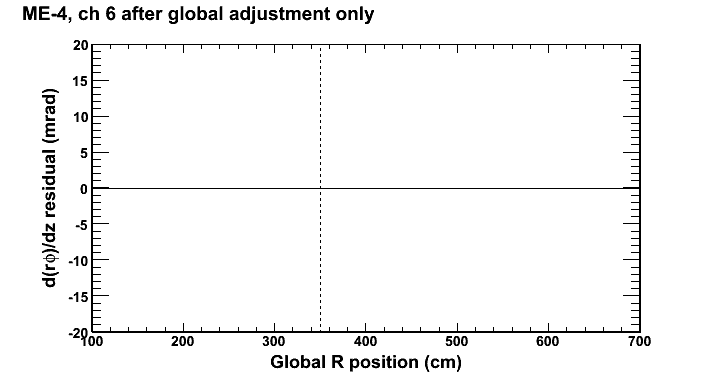 ME-4, ch 6 after global adjustment only
20
15
10
5
0
-5
-10
-15
-20
d(rϕ)/dz residual (mrad)
100 200 300 400 500 600 700
Global R position (cm)